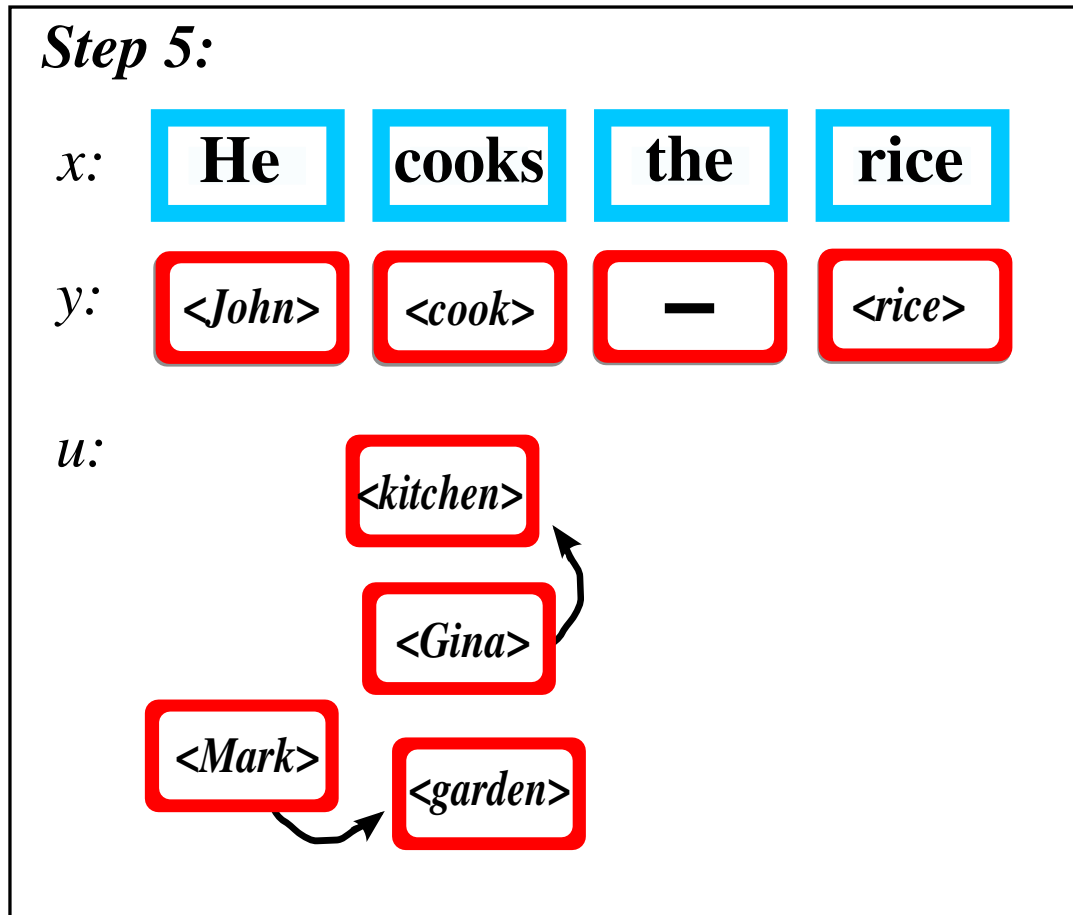 Step 5:
x: He cooks the rice
y: <John> <cook> – <rice>
u:
<kitchen>
<Gina>
<Mark>
<garden>